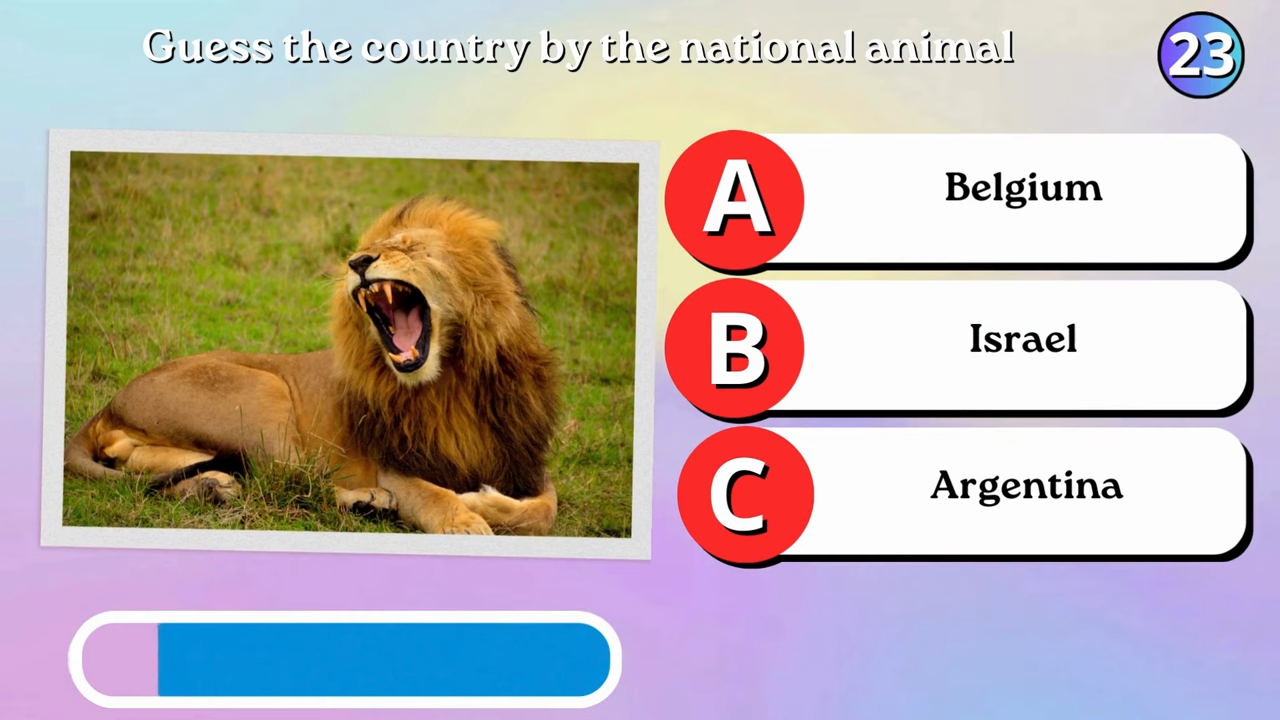 Guess the country by the national animal
23
A
Belgium
B
Israel
C
Argentina